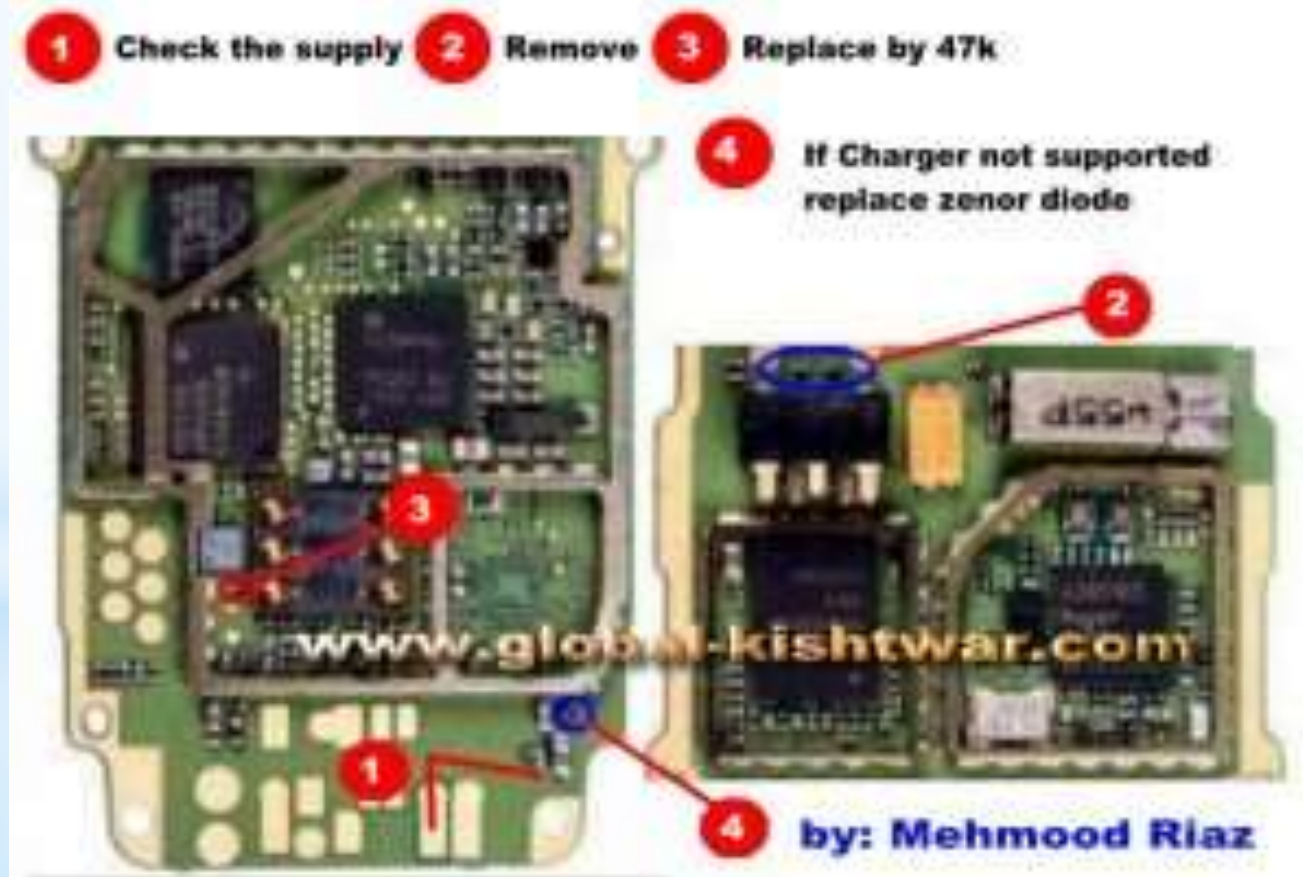 1 Check the supply 2 Remove 3 Replace by 47k
4 If Charger not supported
replace zenor diode
2
3
www.global-kishtwar.com
1
4 by: Mehmood Riaz